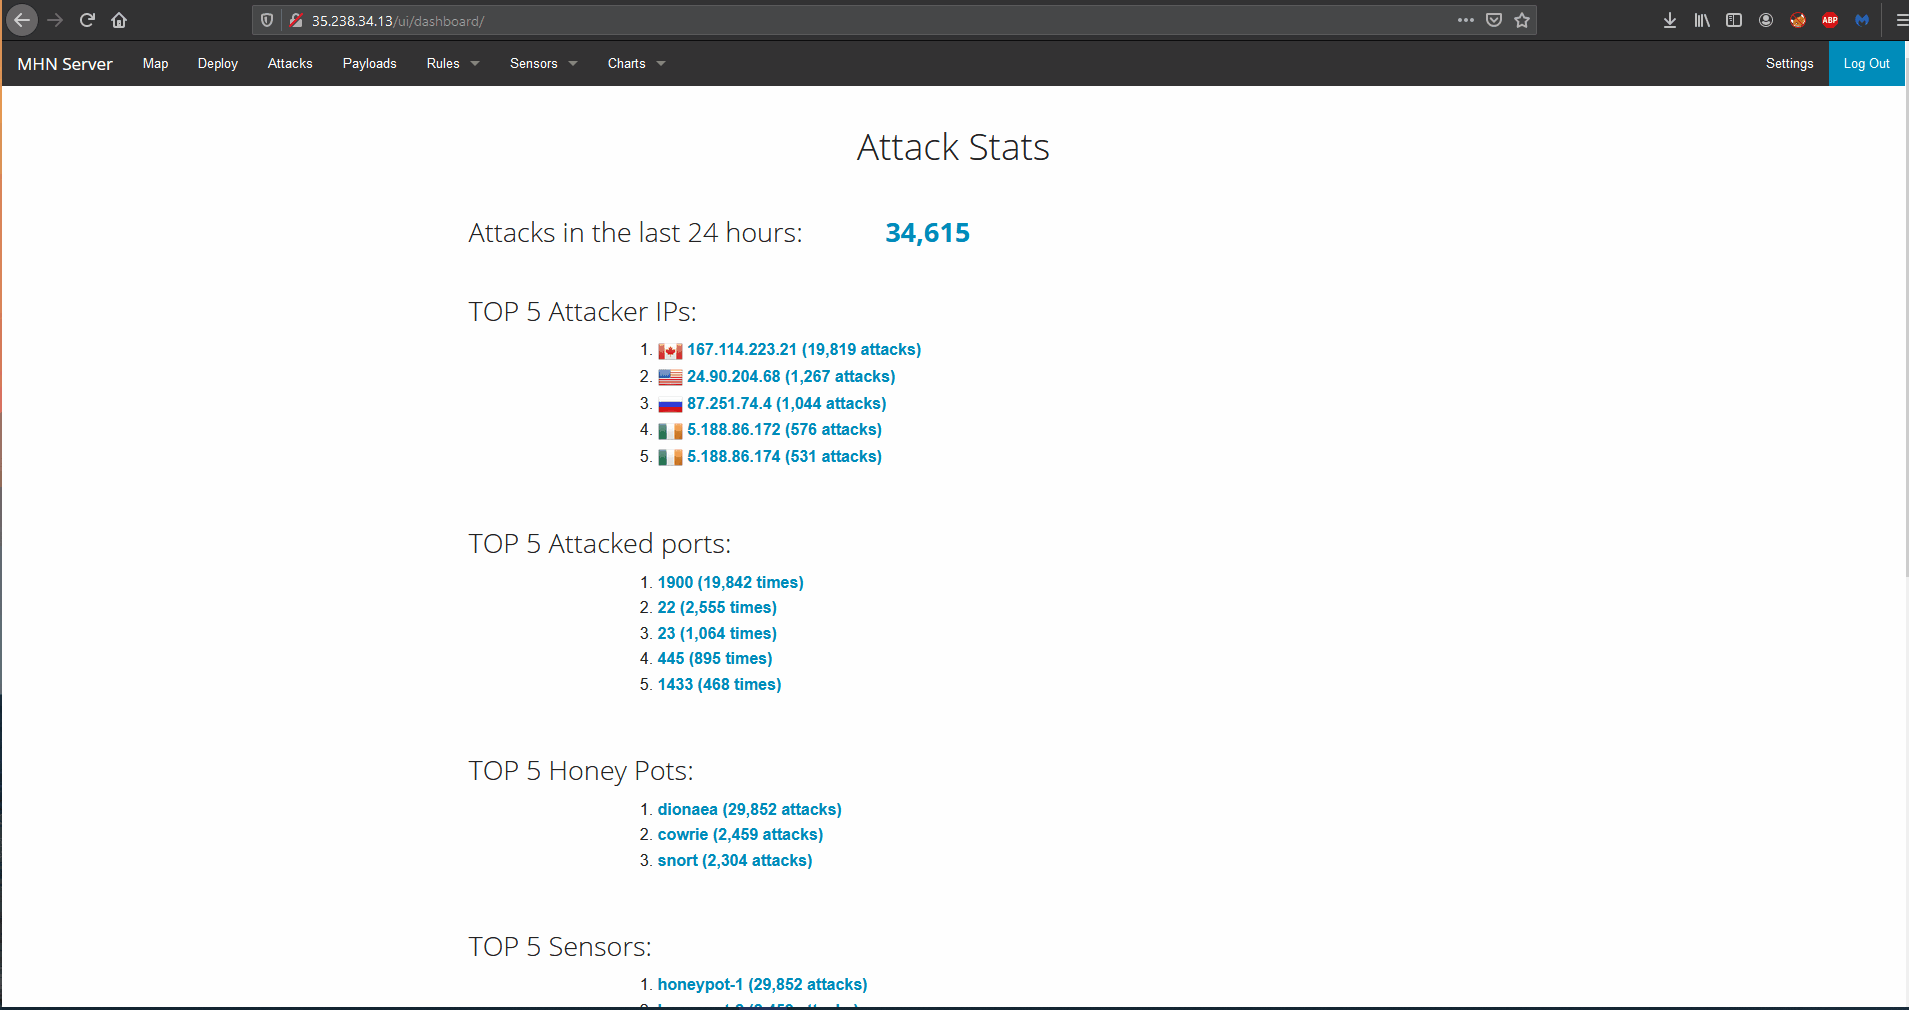 35.238.34.13/ui/dashboard/
ABP
MHN Server Map Deploy Attacks Payloads Rules Sensors Charts Settings Log Out
Attack Stats
Attacks in the last 24 hours: 34,615
TOP 5 Attacker IPs:
1. 167.114.223.21 (19,819 attacks)
2. 24.90.204.68 (1,267 attacks)
3. 87.251.74.4 (1,044 attacks)
4. 5.188.86.172 (576 attacks)
5. 5.188.86.174 (531 attacks)
TOP 5 Attacked ports:
1. 1900 (19,842 times)
2. 22 (2,555 times)
3. 23 (1,064 times)
4. 445 (895 times)
5. 1433 (468 times)
TOP 5 Honey Pots:
1. dionaea (29,852 attacks)
2. cowrie (2,459 attacks)
3. snort (2,304 attacks)
TOP 5 Sensors:
1. honeypot-1 (29,852 attacks)